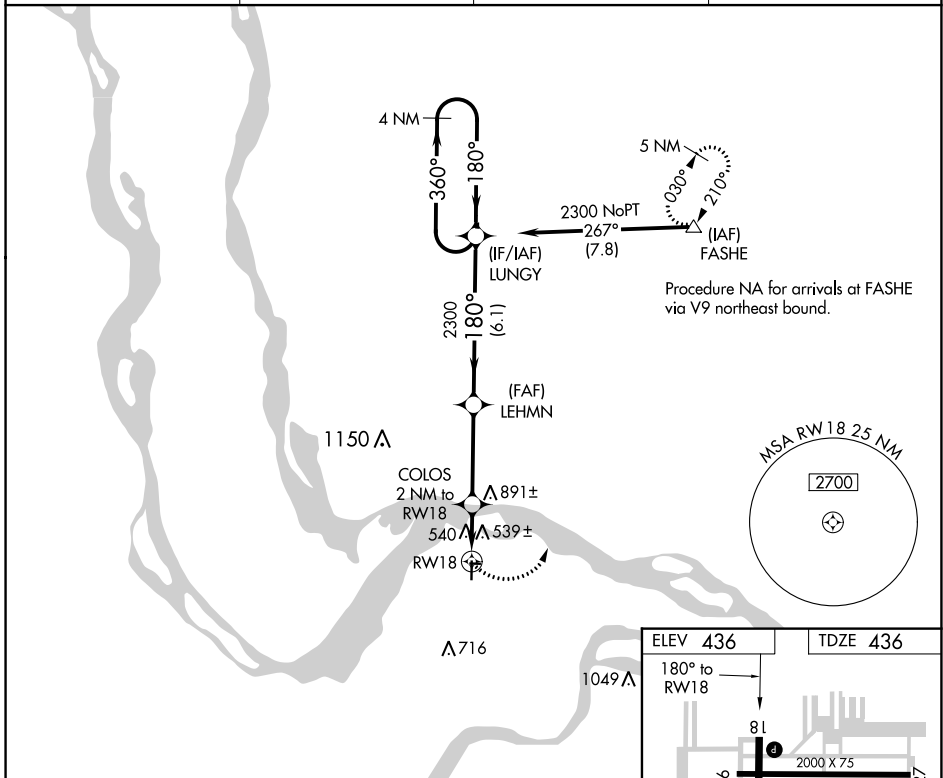 4 NM
360°
180°
5 NM
030°
210°
2300 NoPT
267°
(7.8)
(IAF)
FASHE
(IF/IAF)
LUNGY
Procedure NA for arrivals at FASHE
via V9 northeast bound.
2300
180°
(6.1)
(FAF)
LEHMN
1150
MSA RW18 25 NM
2700
COLOS
2 NM to
RW18
891±
540
539±
RW18
716
1049
ELEV 436
TDZE 436
180° to
RW18
18
P
2000 X 75